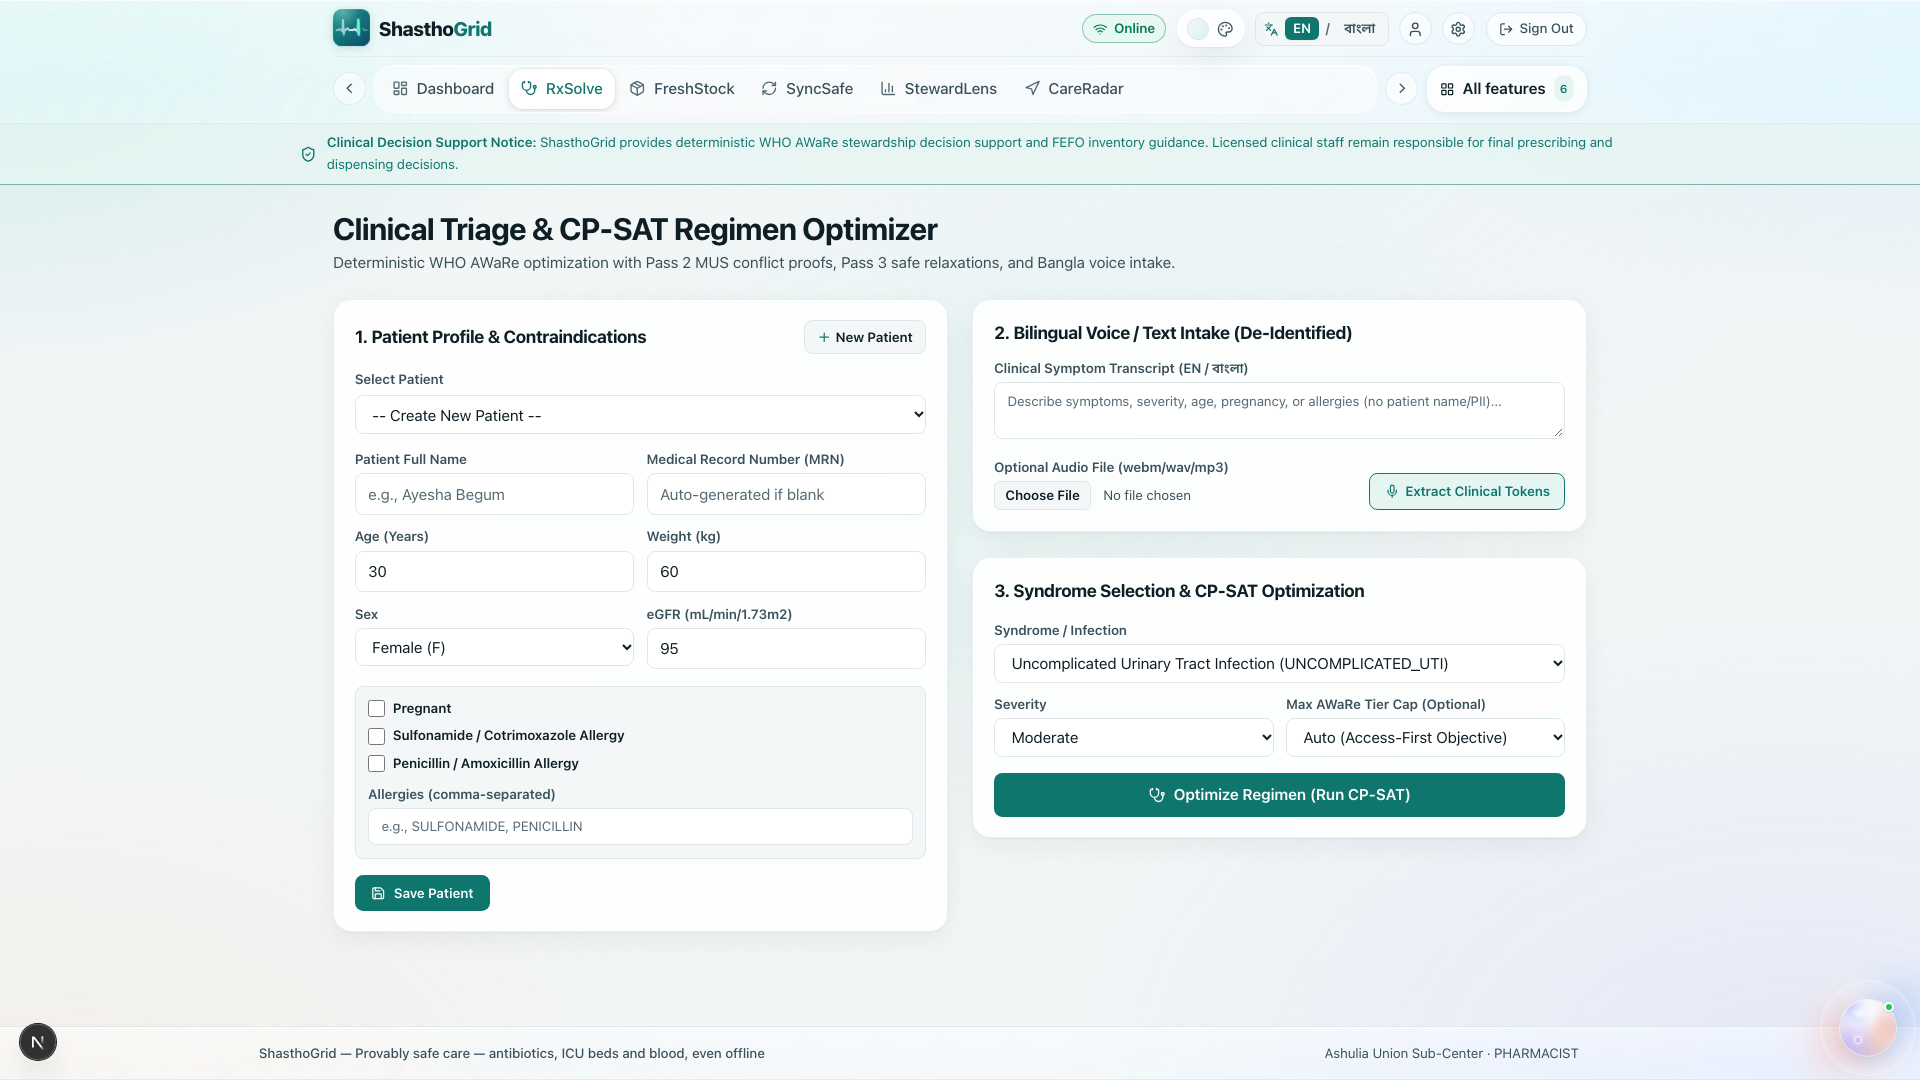 ShasthoGrid
Online
EN / বাংলা
Sign Out
Dashboard
RxSolve
FreshStock
SyncSafe
StewardLens
CareRadar
All features 6
Clinical Decision Support Notice: ShasthoGrid provides deterministic WHO AWaRe stewardship decision support and FEFO inventory guidance. Licensed clinical staff remain responsible for final prescribing and
dispensing decisions.
Clinical Triage & CP-SAT Regimen Optimizer
Deterministic WHO AWaRe optimization with Pass 2 MUS conflict proofs, Pass 3 safe relaxations, and Bangla voice intake.
1. Patient Profile & Contraindications
New Patient
Select Patient
-- Create New Patient --
Patient Full Name
Medical Record Number (MRN)
e.g., Ayesha Begum
Auto-generated if blank
Age (Years)
Weight (kg)
30
60
Sex
eGFR (mL/min/1.73m2)
Female (F)
95
Pregnant
Sulfonamide / Cotrimoxazole Allergy
Penicillin / Amoxicillin Allergy
Allergies (comma-separated)
e.g., SULFONAMIDE, PENICILLIN
Save Patient
2. Bilingual Voice / Text Intake (De-Identified)
Clinical Symptom Transcript (EN / বাংলা)
Describe symptoms, severity, age, pregnancy, or allergies (no patient name/PII)...
Optional Audio File (webm/wav/mp3)
Choose File No file chosen
Extract Clinical Tokens
3. Syndrome Selection & CP-SAT Optimization
Syndrome / Infection
Uncomplicated Urinary Tract Infection (UNCOMPLICATED_UTI)
Severity
Max AWaRe Tier Cap (Optional)
Moderate
Auto (Access-First Objective)
Optimize Regimen (Run CP-SAT)
N
ShasthoGrid — Provably safe care — antibiotics, ICU beds and blood, even offline
Ashulia Union Sub-Center · PHARMACIST